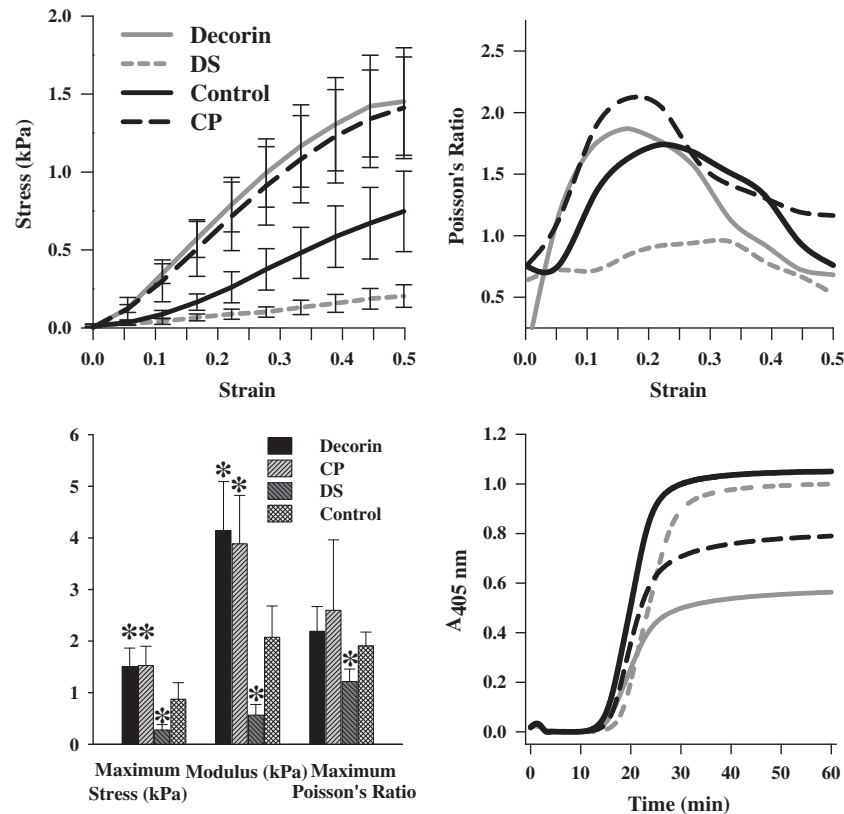 2.0
1.5
1.0
0.5
0.0
Stress (kPa)
Decorin
DS
Control
CP
0.0 0.1 0.2 0.3 0.4 0.5
Strain
2.5
2.0
1.5
1.0
0.5
Poisson's Ratio
0.0 0.1 0.2 0.3 0.4 0.5
Strain
6
5
4
3
2
1
0
Decorin
CP
DS
Control
* *
**
*
*
*
Maximum Modulus (kPa) Maximum
Stress (kPa) Poisson's Ratio
1.2
1.0
0.8
0.6
0.4
0.2
0.0
A405 nm
0 10 20 30 40 50 60
Time (min)